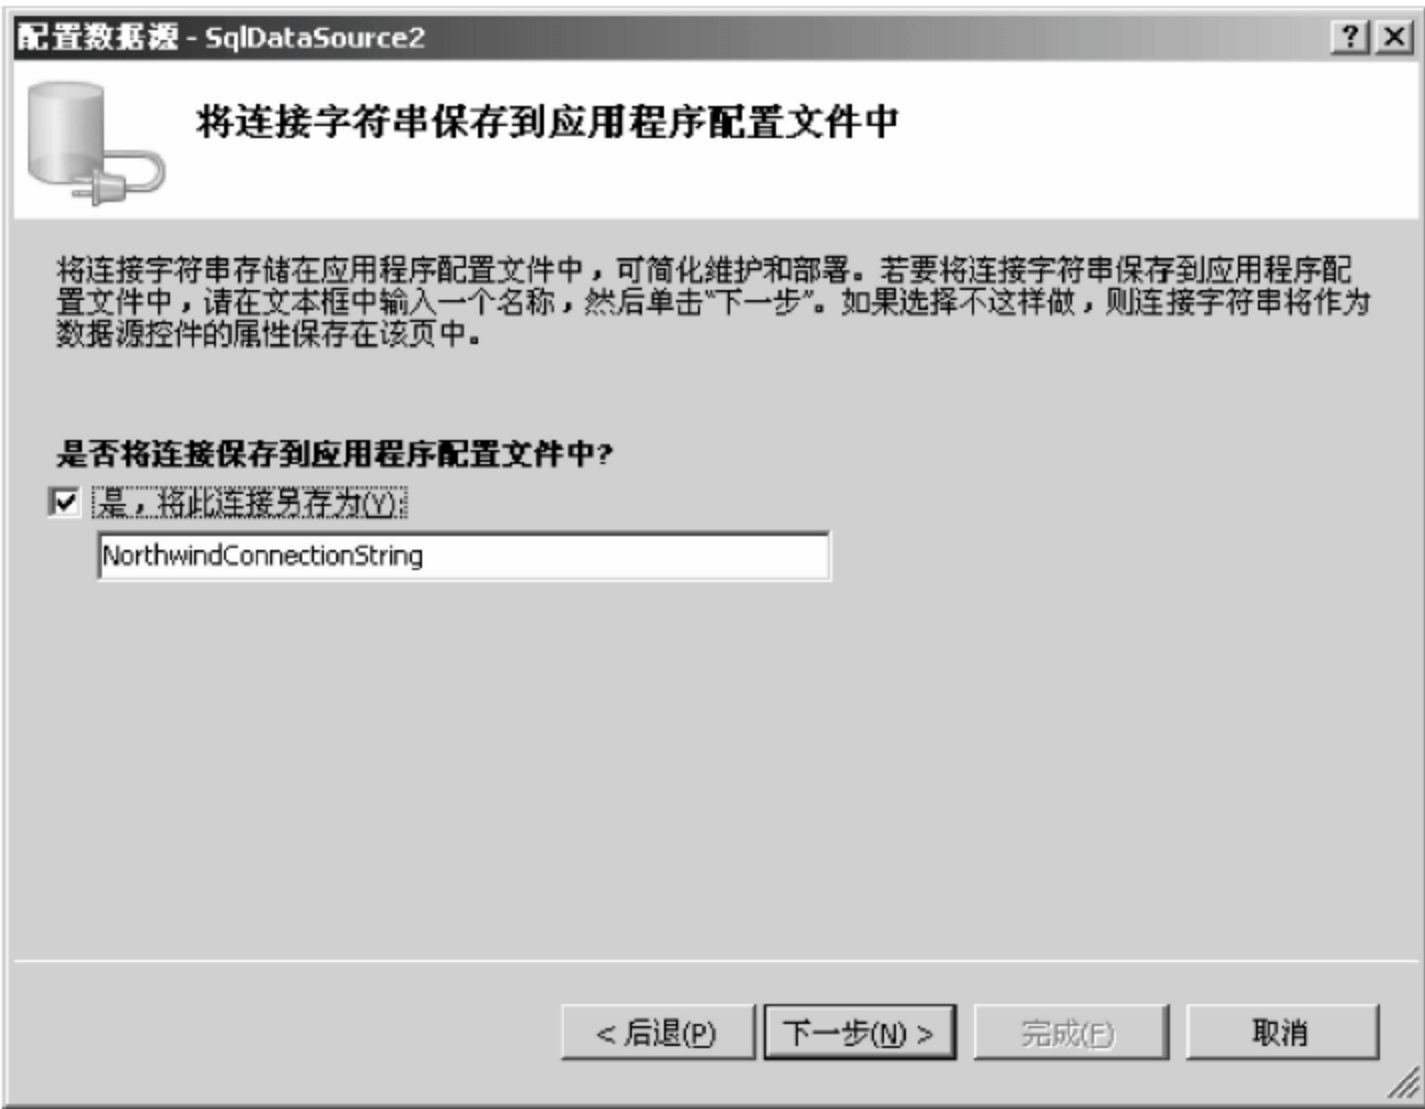 配置数据源 - SqlDataSource2
将连接字符串保存到应用程序配置文件中
将连接字符串存储在应用程序配置文件中，可简化维护和部署。若要将连接字符串保存到应用程序配
置文件中，请在文本框中输入一个名称，然后单击“下一步”。如果选择不这样做，则连接字符串将作为
数据源控件的属性保存在该页中。
是否将连接保存到应用程序配置文件中?
是，将此连接另存为(Y):
NorthwindConnectionString
< 后退(P)
下一步(N) >
完成(F)
取消